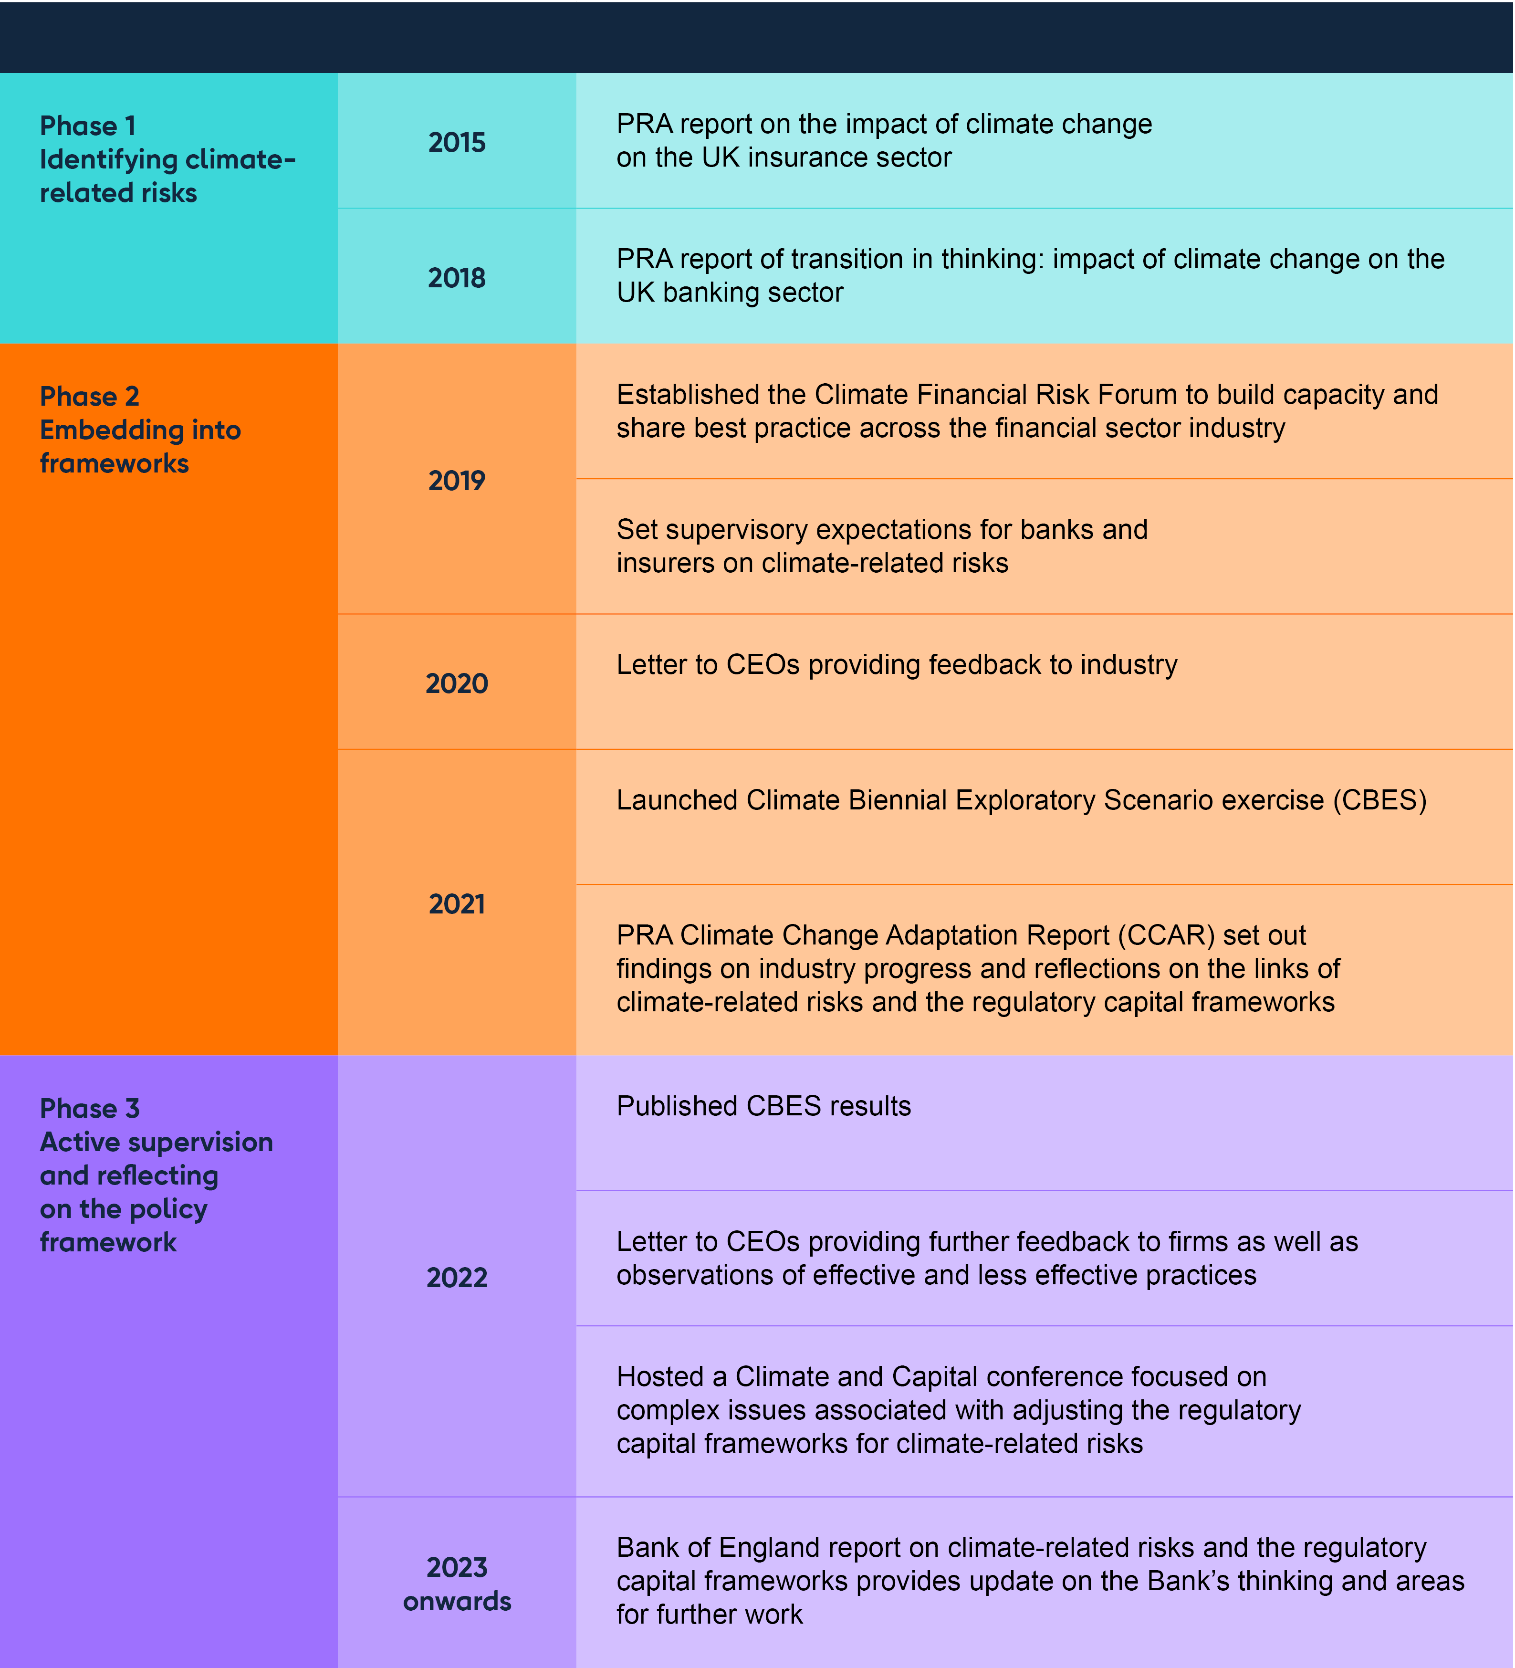 Phase 1
Identifying climate-
related risks
2015
PRA report on the impact of climate change
on the UK insurance sector
2018
PRA report of transition in thinking: impact of climate change on the
UK banking sector
Phase 2
Embedding into
frameworks
2019
Established the Climate Financial Risk Forum to build capacity and
share best practice across the financial sector industry
Set supervisory expectations for banks and
insurers on climate-related risks
2020
Letter to CEOs providing feedback to industry
2021
Launched Climate Biennial Exploratory Scenario exercise (CBES)
PRA Climate Change Adaptation Report (CCAR) set out
findings on industry progress and reflections on the links of
climate-related risks and the regulatory capital frameworks
Phase 3
Active supervision
and reflecting
on the policy
framework
2022
Published CBES results
Letter to CEOs providing further feedback to firms as well as
observations of effective and less effective practices
Hosted a Climate and Capital conference focused on
complex issues associated with adjusting the regulatory
capital frameworks for climate-related risks
2023
onwards
Bank of England report on climate-related risks and the regulatory
capital frameworks provides update on the Bank’s thinking and areas
for further work